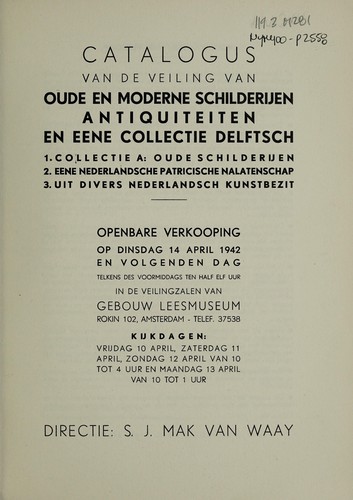 CATALOGUS
VAN DE VEILING VAN
OUDE EN MODERNE SCHILDERIJEN
ANTIQUITEITEN
EN EENE COLLECTIE DELFTSCH
1. COLLECTIE A: OUDE SCHILDERIJEN
2. EENE NEDERLANDSCHE PATRICISCHE NALATENSCHAP
3. UIT DIVERS NEDERLANDSCH KUNSTBEZIT
OPENBARE VERKOOPING
OP DINSDAG 14 APRIL 1942
EN VOLGENDEN DAG
TELKENS DES VOORMIDDAGS TEN HALF ELF UUR
IN DE VEILINGZALEN VAN
GEBOUW LEESMUSEUM
ROKIN 102, AMSTERDAM - TELEF. 37538
KIJKDAGEN:
VRIJDAG 10 APRIL, ZATERDAG 11
APRIL, ZONDAG 12 APRIL VAN 10
TOT 4 UUR EN MAANDAG 13 APRIL
VAN 10 TOT 1 UUR
DIRECTIE: S. J. MAK VAN WAAY